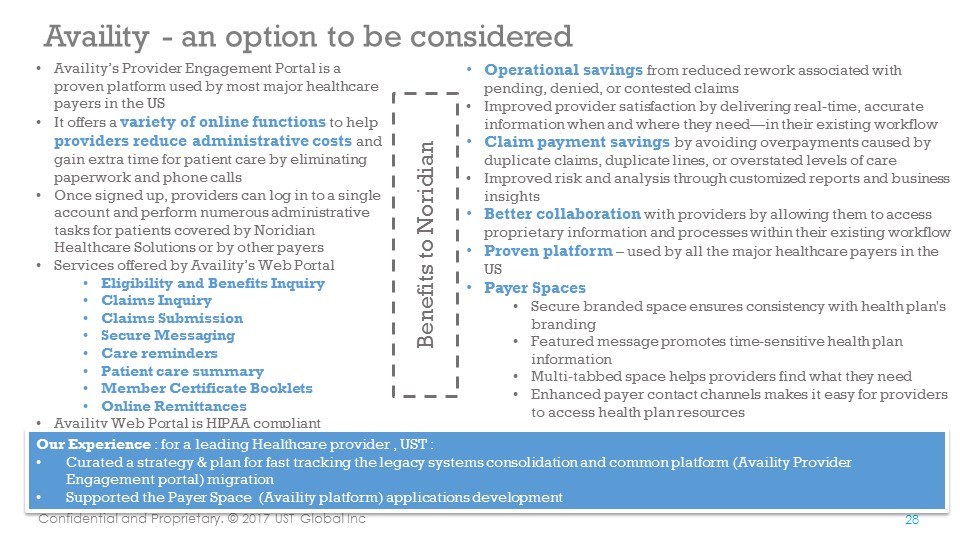 Availity - an option to be considered
• Availity's Provider Engagement Portal is a
proven platform used by most major healthcare
payers in the US
• It offers a variety of online functions to help
providers reduce administrative costs and
gain extra time for patient care by eliminating
paperwork and phone calls
• Once signed up, providers can log in to a single
account and perform numerous administrative
tasks for patients covered by Noridian
Healthcare Solutions or by other payers
• Services offered by Availity's Web Portal
• Eligibility and Benefits Inquiry
• Claims Inquiry
• Claims Submission
• Secure Messaging
• Care reminders
• Patient care summary
• Member Certificate Booklets
• Online Remittances
• Availity Web Portal is HIPAA compliant
Benefits to Noridian
• Operational savings from reduced rework associated with
pending, denied, or contested claims
• Improved provider satisfaction by delivering real-time, accurate
information when and where they need—in their existing workflow
• Claim payment savings by avoiding overpayments caused by
duplicate claims, duplicate lines, or overstated levels of care
• Improved risk and analysis through customized reports and business
insights
• Better collaboration with providers by allowing them to access
proprietary information and processes within their existing workflow
• Proven platform – used by all the major healthcare payers in the
US
• Payer Spaces
• Secure branded space ensures consistency with health plan's
branding
• Featured message promotes time-sensitive health plan
information
• Multi-tabbed space helps providers find what they need
• Enhanced payer contact channels makes it easy for providers
to access health plan resources
Our Experience : for a leading Healthcare provider , UST :
• Curated a strategy & plan for fast tracking the legacy systems consolidation and common platform (Availity Provider
Engagement portal) migration
• Supported the Payer Space (Availity platform) applications development
Confidential and Proprietary. © 2017 UST Global Inc
28